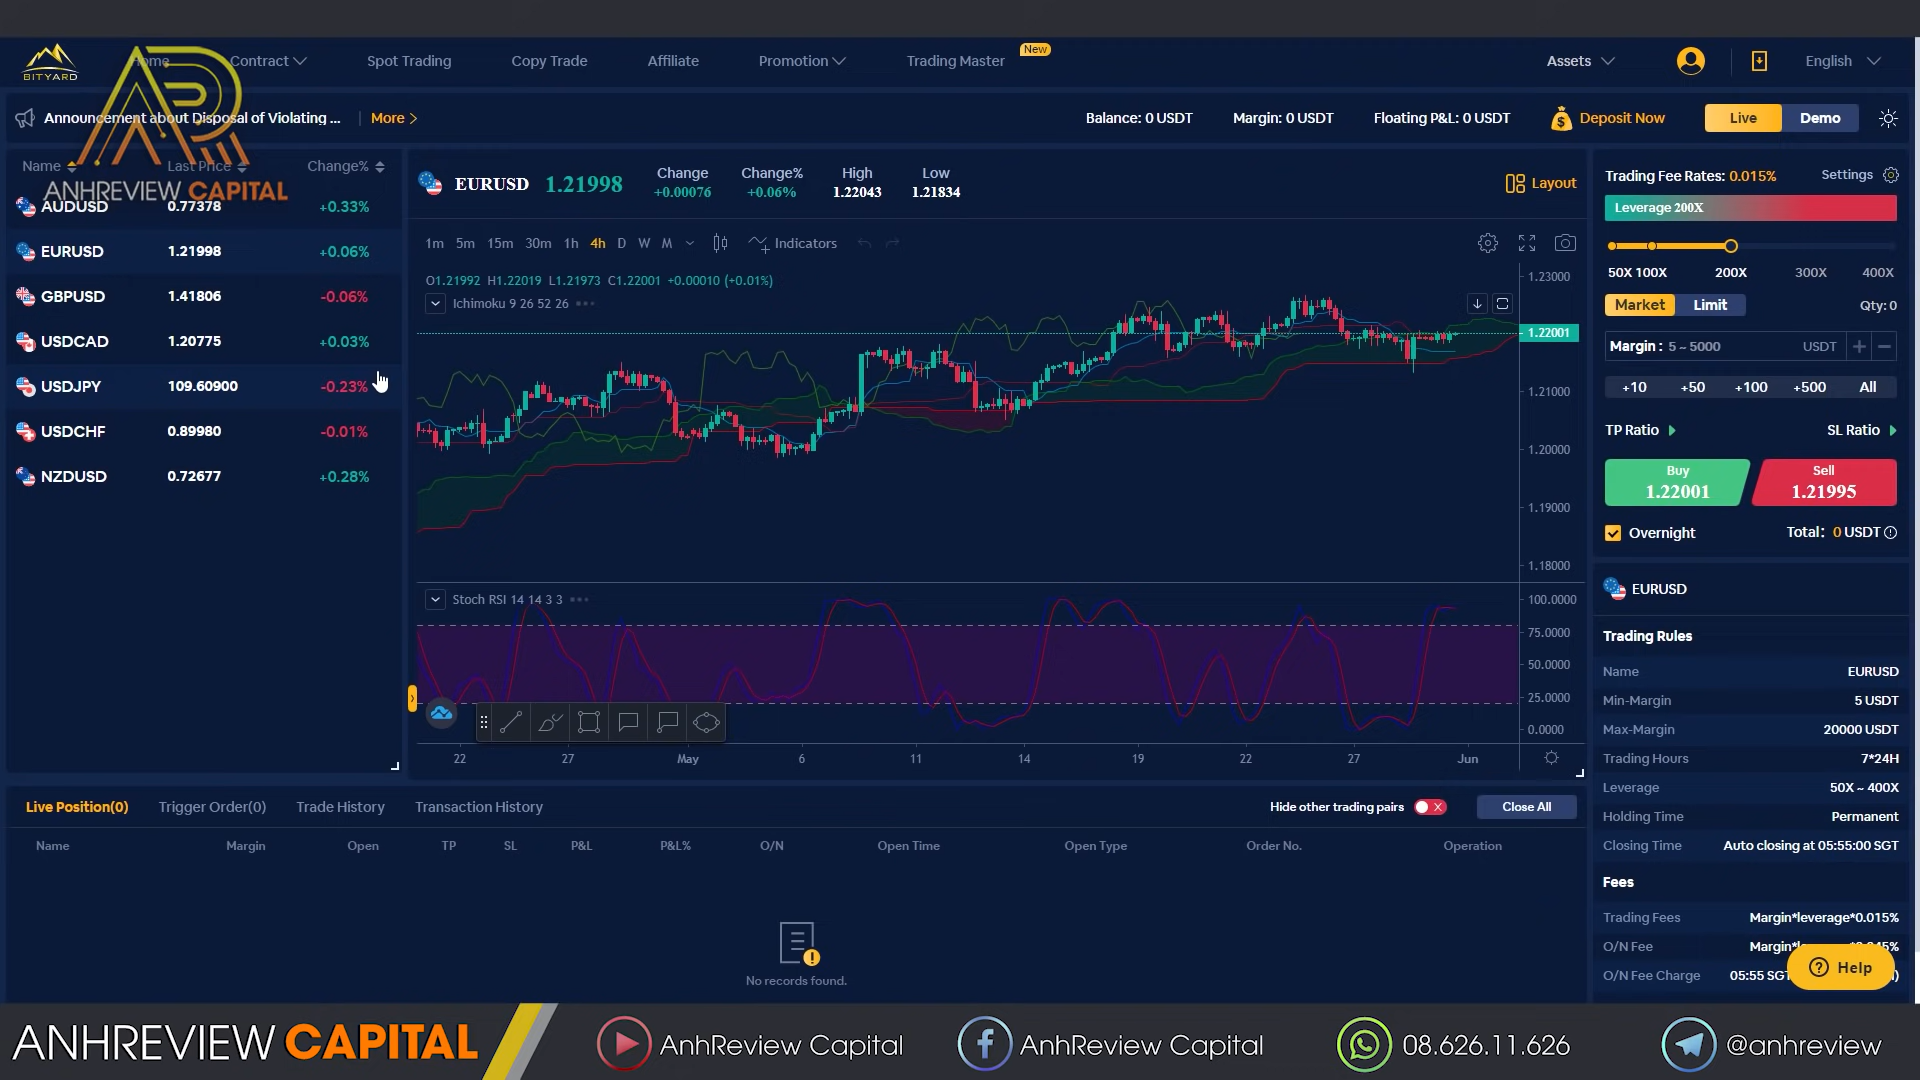 BITYARD
Home
Contract
Spot Trading
Copy Trade
Affiliate
Promotion
Trading Master
New
Assets
English
Announcement about Disposal of Violating ...
More >
Balance: 0 USDT
Margin: 0 USDT
Floating P&L: 0 USDT
$
Deposit Now
Live
Demo
AR
ANHREVIEW CAPITAL
Name
Last Price
Change%
AUDUSD 0.77378 +0.33%
EURUSD 1.21998 +0.06%
GBPUSD 1.41806 -0.06%
USDCAD 1.20775 +0.03%
USDJPY 109.60900 -0.23%
USDCHF 0.89980 -0.01%
NZDUSD 0.72677 +0.28%
EURUSD 1.21998
Change
+0.00076
Change%
+0.06%
High
1.22043
Low
1.21834
Layout
1m 5m 15m 30m 1h 4h D W M
Indicators
O1.21992 H1.22019 L1.21973 C1.22001 +0.00010 (+0.01%)
Ichimoku 9 26 52 26
1.23000
1.22001
1.21000
1.20000
1.19000
1.18000
Stoch RSI 14 14 3 3
100.0000
75.0000
50.0000
25.0000
0.0000
22 27 May 6 11 14 19 22 27 Jun
Trading Fee Rates: 0.015%
Settings
Leverage 200X
50X 100X 200X 300X 400X
Market
Limit
Qty: 0
Margin : 5 ~ 5000 USDT + −
+10 +50 +100 +500 All
TP Ratio
SL Ratio
Buy
1.22001
Sell
1.21995
Overnight
Total: 0 USDT
EURUSD
Trading Rules
Name EURUSD
Min-Margin 5 USDT
Max-Margin 20000 USDT
Trading Hours 7*24H
Leverage 50X ~ 400X
Holding Time Permanent
Closing Time Auto closing at 05:55:00 SGT
Fees
Trading Fees Margin*leverage*0.015%
O/N Fee
O/N Fee Charge 05:55
Help
Live Position(0)
Trigger Order(0)
Trade History
Transaction History
Hide other trading pairs
X
Close All
Name Margin Open TP SL P&L P&L% O/N Open Time Open Type Order No. Operation
No records found.
ANHREVIEW CAPITAL
AnhReview Capital
AnhReview Capital
08.626.11.626
@anhreview